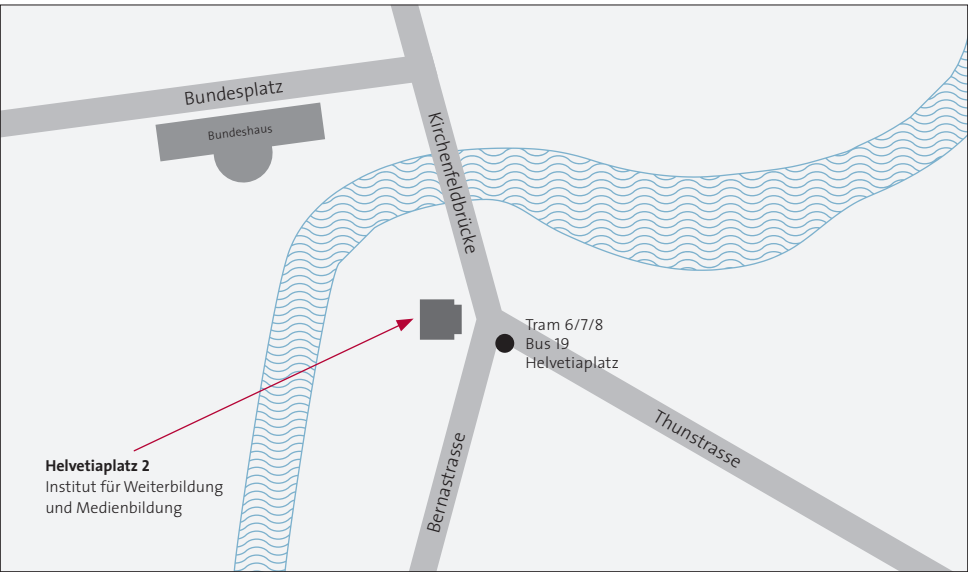 Bundesplatz
Bundeshaus
Kirchenfeldbrücke
Tram 6/7/8
Bus 19
Helvetiaplatz
Thunstrasse
Bernastrasse
Helvetiaplatz 2
Institut für Weiterbildung
und Medienbildung